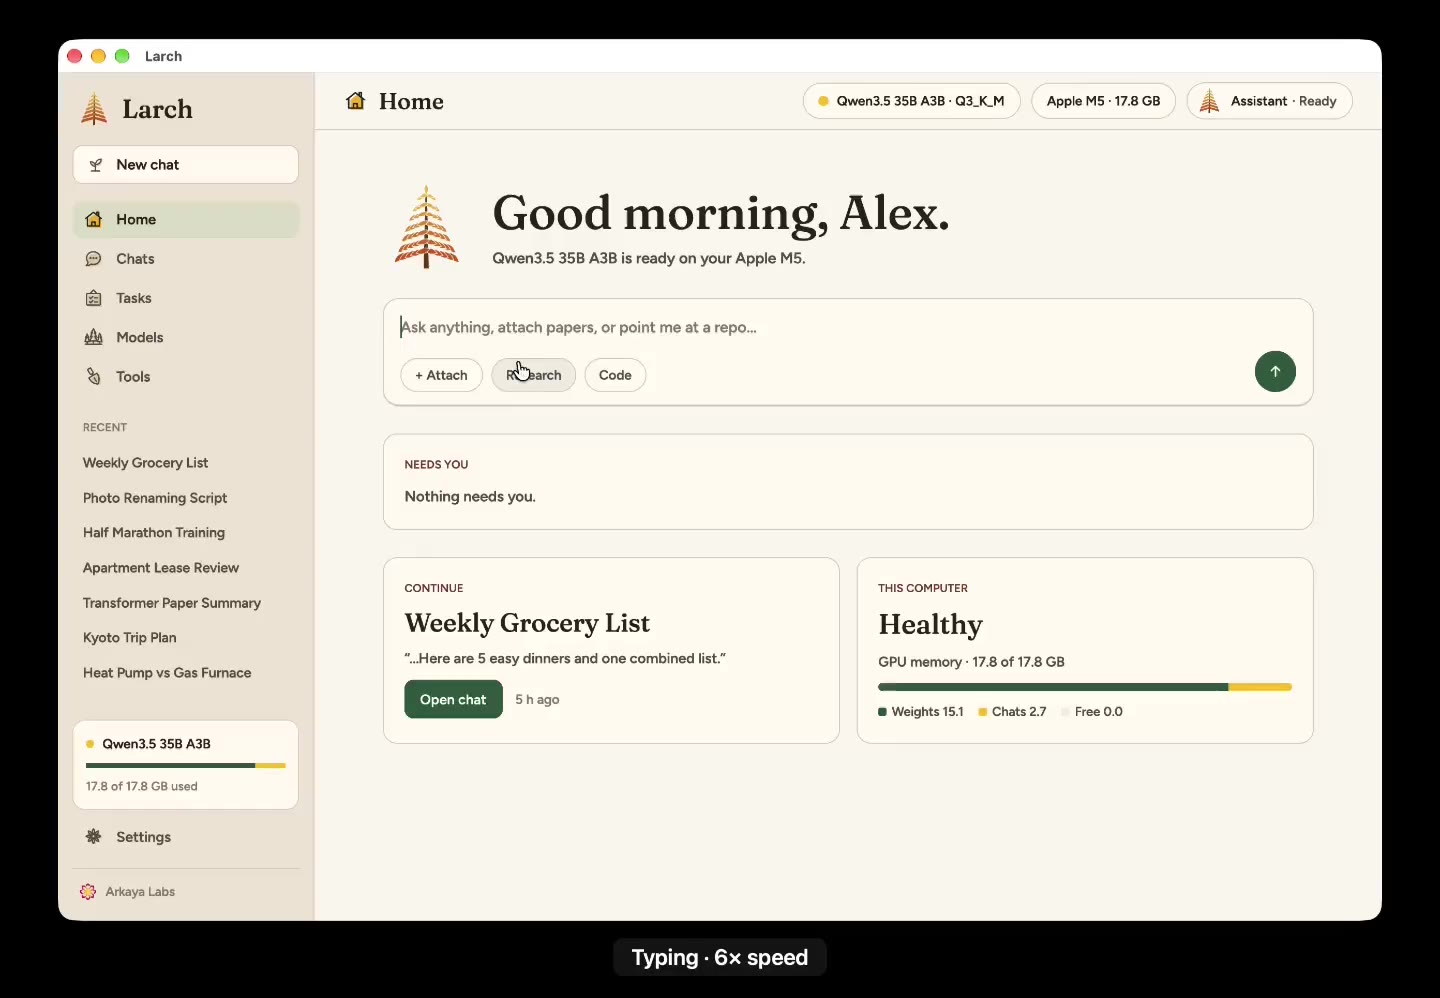 Larch
Larch
New chat
Home
Chats
Tasks
Models
Tools
RECENT
Weekly Grocery List
Photo Renaming Script
Half Marathon Training
Apartment Lease Review
Transformer Paper Summary
Kyoto Trip Plan
Heat Pump vs Gas Furnace
Qwen3.5 35B A3B
17.8 of 17.8 GB used
Settings
Arkaya Labs
Home
Qwen3.5 35B A3B · Q3_K_M
Apple M5 · 17.8 GB
Assistant · Ready
Good morning, Alex.
Qwen3.5 35B A3B is ready on your Apple M5.
Ask anything, attach papers, or point me at a repo...
+ Attach
Research
Code
NEEDS YOU
Nothing needs you.
CONTINUE
Weekly Grocery List
“...Here are 5 easy dinners and one combined list.”
Open chat
5 h ago
THIS COMPUTER
Healthy
GPU memory · 17.8 of 17.8 GB
Weights 15.1
Chats 2.7
Free 0.0
Typing · 6× speed